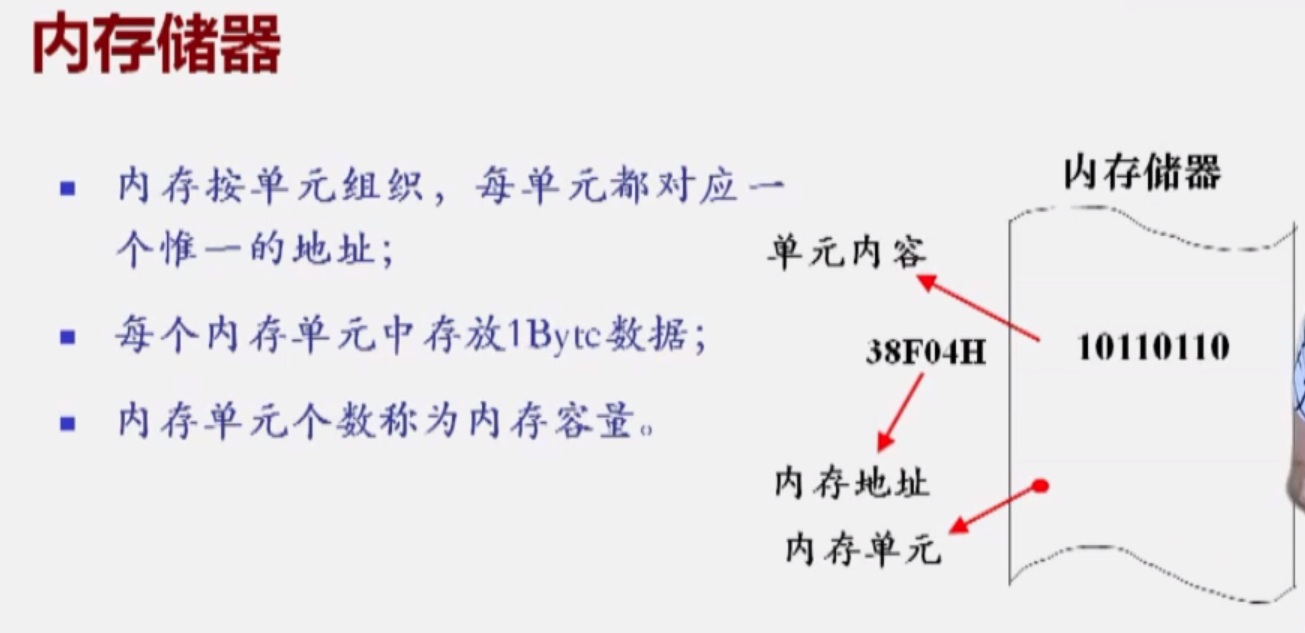 内存储器
内存按单元组织，每单元都对应一
个惟一的地址；
每个内存单元中存放1Byte数据；
内存单元个数称为内存容量。
内存储器
单元内容
38F04H
10110110
内存地址
内存单元